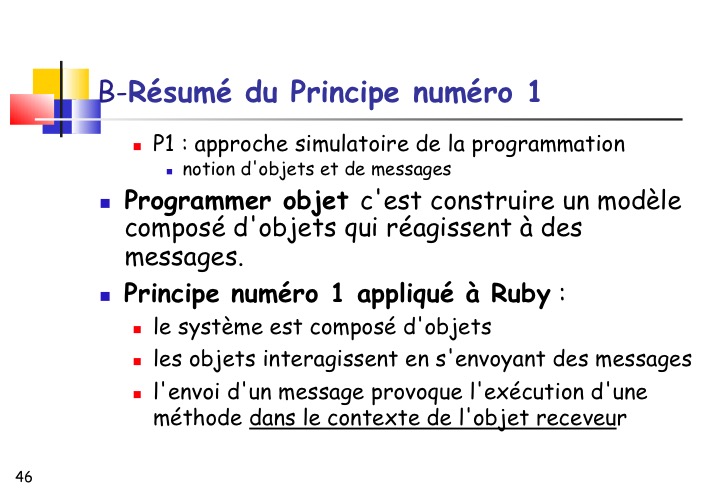 B-Résumé du Principe numéro 1
P1 : approche simulatoire de la programmation
notion d'objets et de messages
Programmer objet c'est construire un modèle
composé d'objets qui réagissent à des
messages.
Principe numéro 1 appliqué à Ruby :
le système est composé d'objets
les objets interagissent en s'envoyant des messages
l'envoi d'un message provoque l'exécution d'une
méthode dans le contexte de l'objet receveur
46